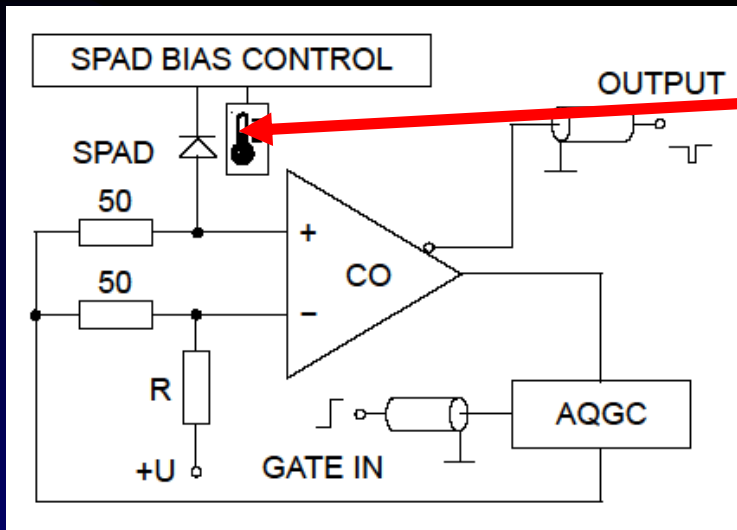 SPAD BIAS CONTROL
OUTPUT
SPAD
50
+
50
CO
−
R
AQGC
+U
GATE IN